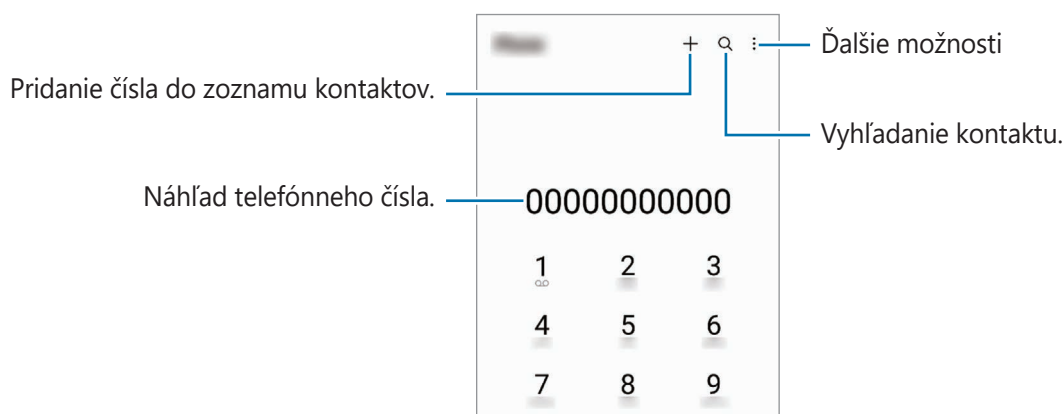 Ďalšie možnosti
Pridanie čísla do zoznamu kontaktov.
Vyhľadanie kontaktu.
Náhľad telefónneho čísla.
00000000000
1 2 3
4 5 6
7 8 9